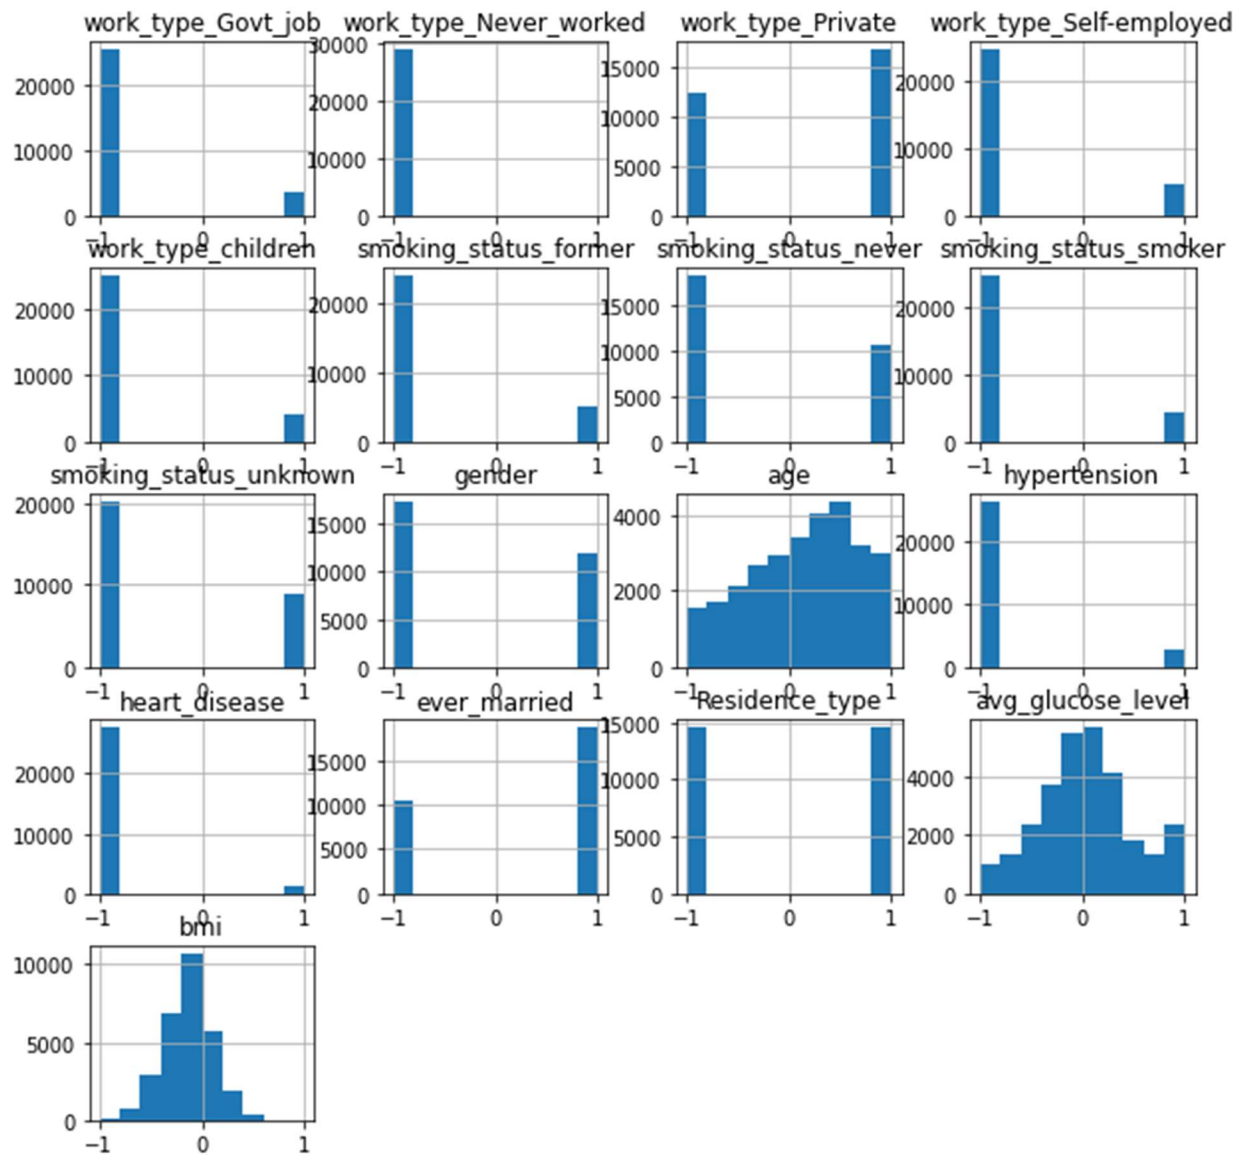 work_type_Govt_job work_type_Never_worked work_type_Private work_type_Self-employed
20000 10000 0
30000 20000 10000 0
15000 10000 5000 0
20000 10000 0
−1 0 1 −1 0 1 −1 0 1 −1 0 1
work_type_children smoking_status_former smoking_status_never smoking_status_smoker
20000 10000 0
20000 10000 0
15000 10000 5000 0
20000 10000 0
−1 0 1 −1 0 1 −1 0 1 −1 0 1
smoking_status_unknown gender age hypertension
20000 10000 0
15000 10000 5000 0
4000 2000 0
20000 10000 0
−1 0 1 −1 0 1 −1 0 1 −1 0 1
heart_disease ever_married Residence_type avg_glucose_level
20000 10000 0
15000 10000 5000 0
15000 10000 5000 0
4000 2000 0
−1 0 1 −1 0 1 −1 0 1 −1 0 1
bmi
10000 5000 0
−1 0 1